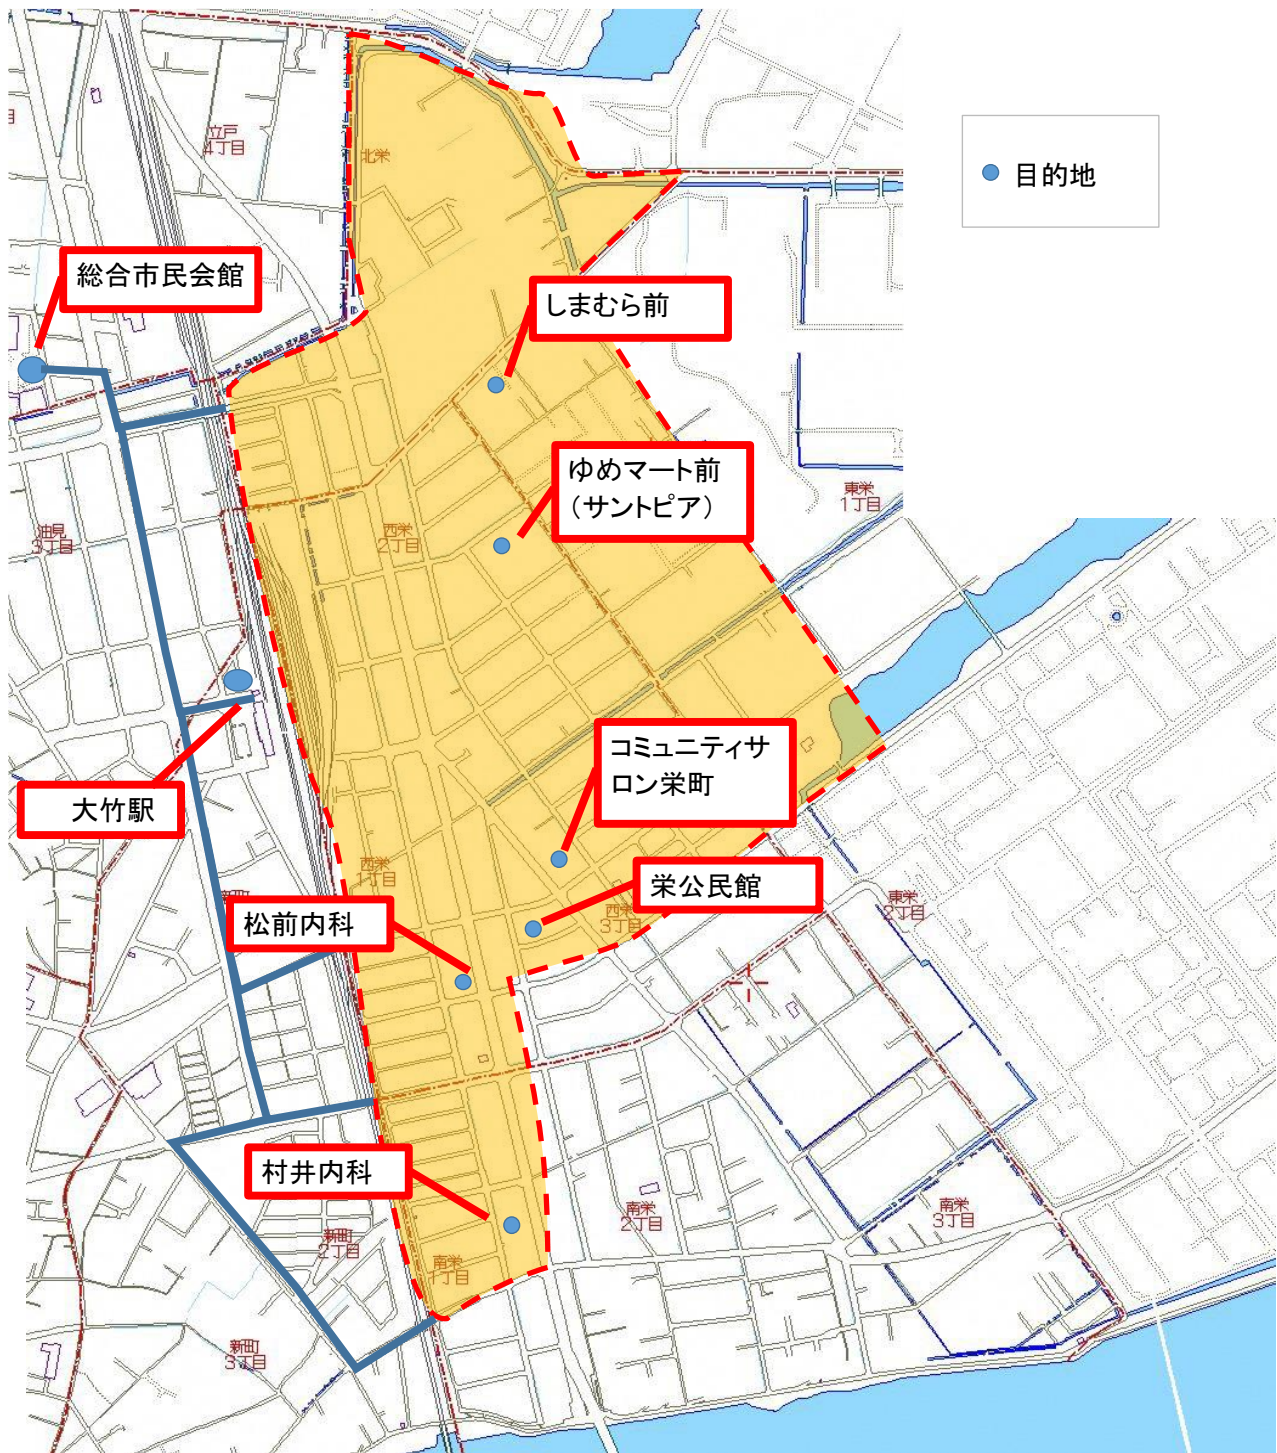 立戸
4丁目
北栄
目的地
総合市民会館
しまむら前
ゆめマート前
(サントピア)
東栄
1丁目
油見
3丁目
西栄
2丁目
コミュニティサ
ロン栄町
大竹駅
西栄
1丁目
栄公民館
東栄
2丁目
西栄
3丁目
松前内科
村井内科
南栄
2丁目
南栄
3丁目
新町
2丁目
南栄
1丁目
新町
3丁目